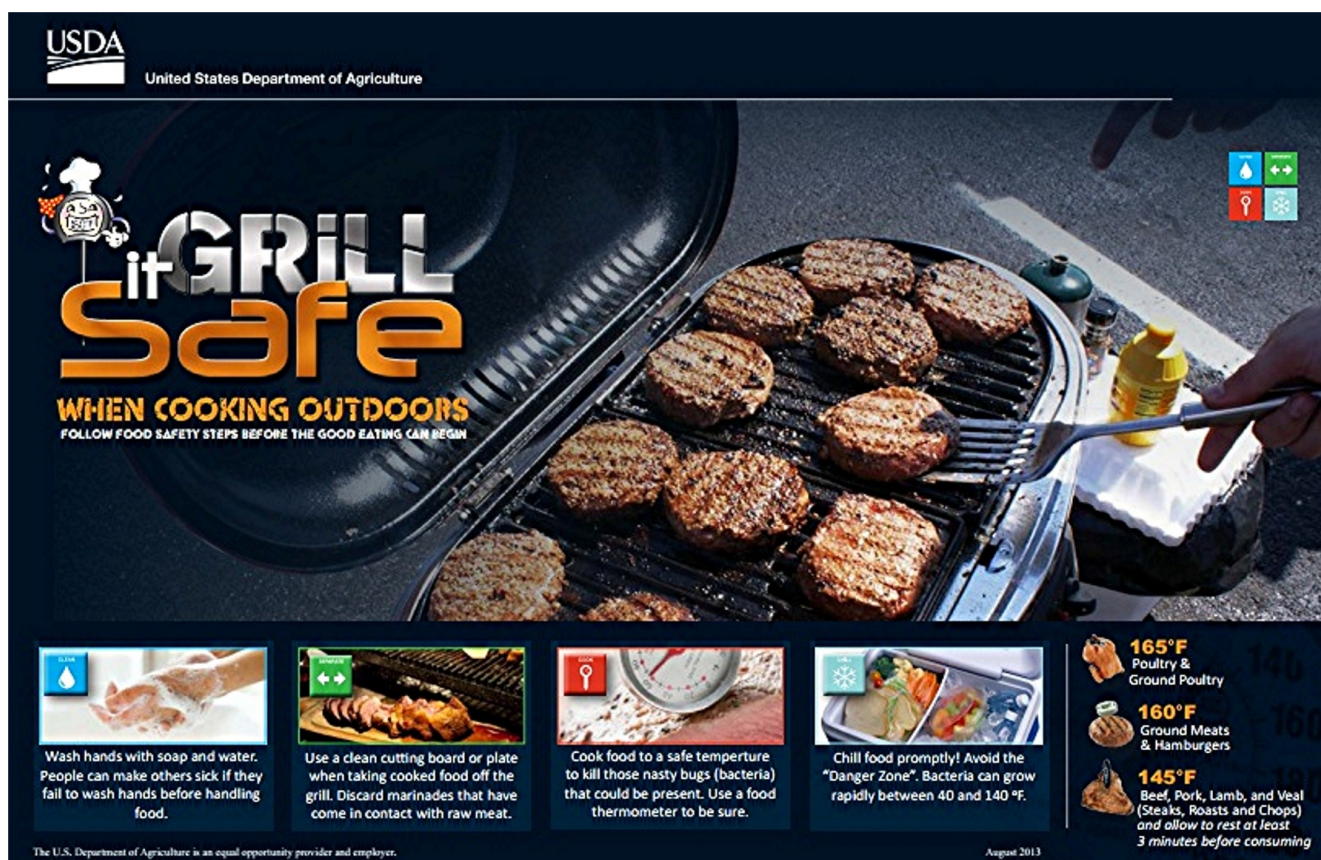 USDA
United States Department of Agriculture
it GRiLL
Safe
WHEN COOKING OUTDOORS
FOLLOW FOOD SAFETY STEPS BEFORE THE GOOD EATING CAN BEGIN
CLEAN
Wash hands with soap and water.
People can make others sick if they
fail to wash hands before handling
food.
SEPARATE
Use a clean cutting board or plate
when taking cooked food off the
grill. Discard marinades that have
come in contact with raw meat.
COOK
Cook food to a safe temperture
to kill those nasty bugs (bacteria)
that could be present. Use a food
thermometer to be sure.
CHILL
Chill food promptly! Avoid the
"Danger Zone". Bacteria can grow
rapidly between 40 and 140 ºF.
165°F
Poultry &
Ground Poultry
160°F
Ground Meats
& Hamburgers
145°F
Beef, Pork, Lamb, and Veal
(Steaks, Roasts and Chops)
and allow to rest at least
3 minutes before consuming
140
160
The U.S. Department of Agriculture is an equal opportunity provider and employer.
August 2013